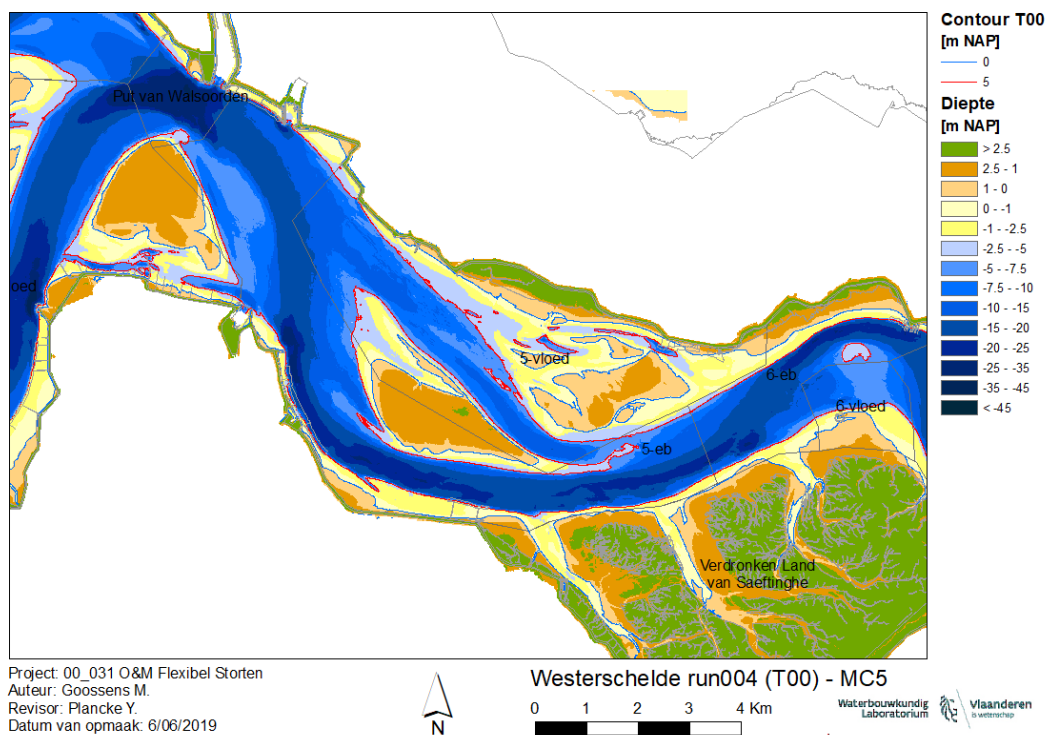 Put van Walsoorden
oed
5-vloed
6-eb
6-vloed
5-eb
Verdronken Land
van Saeftinghe
Contour T00
[m NAP]
0
5
Diepte
[m NAP]
> 2.5
2.5 - 1
1 - 0
0 - -1
-1 - -2.5
-2.5 - -5
-5 - -7.5
-7.5 - -10
-10 - -15
-15 - -20
-20 - -25
-25 - -35
-35 - -45
< -45
Project: 00_031 O&M Flexibel Storten
Auteur: Goossens M.
Revisor: Plancke Y.
Datum van opmaak: 6/06/2019
N
Westerschelde run004 (T00) - MC5
0 1 2 3 4 Km
Waterbouwkundig
Laboratorium
Vlaanderen
is wetenschap